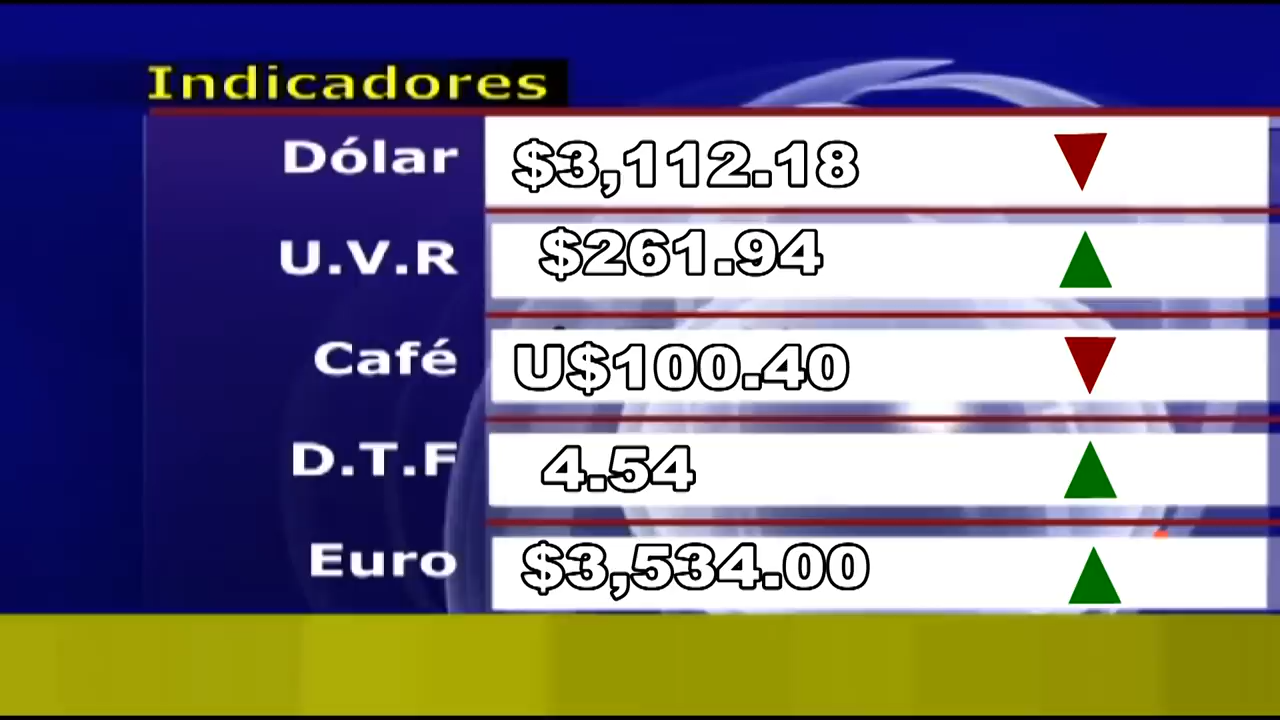 Indicadores
Dólar $3,112.18
U.V.R $261.94
Café U$100.40
D.T.F 4.54
Euro $3,534.00